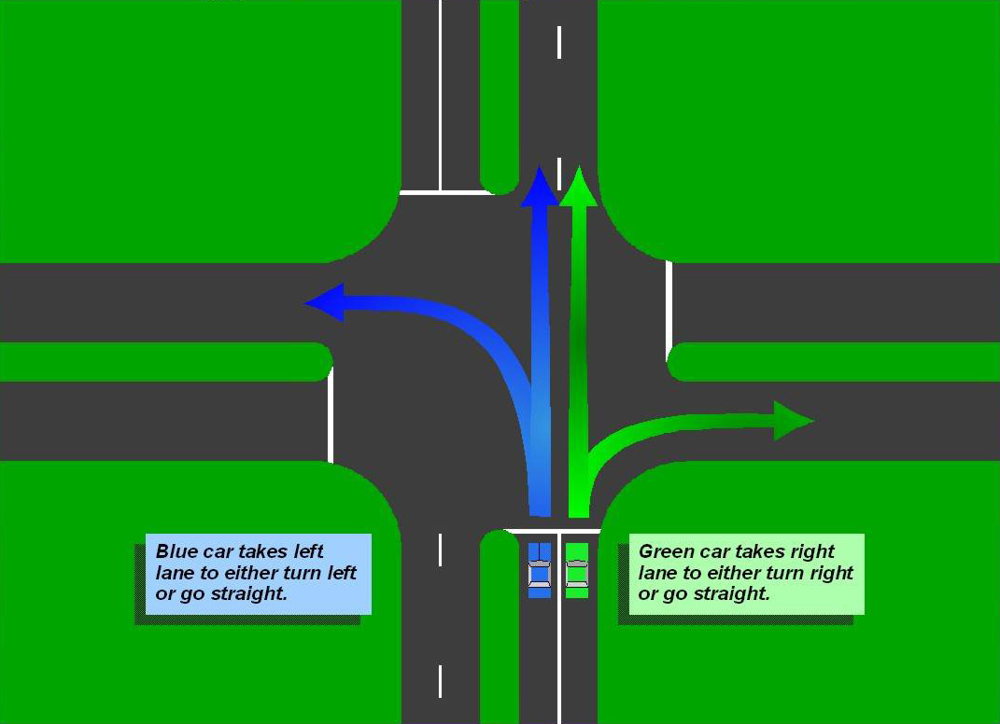 Blue car takes left
lane to either turn left
or go straight.
Green car takes right
lane to either turn right
or go straight.